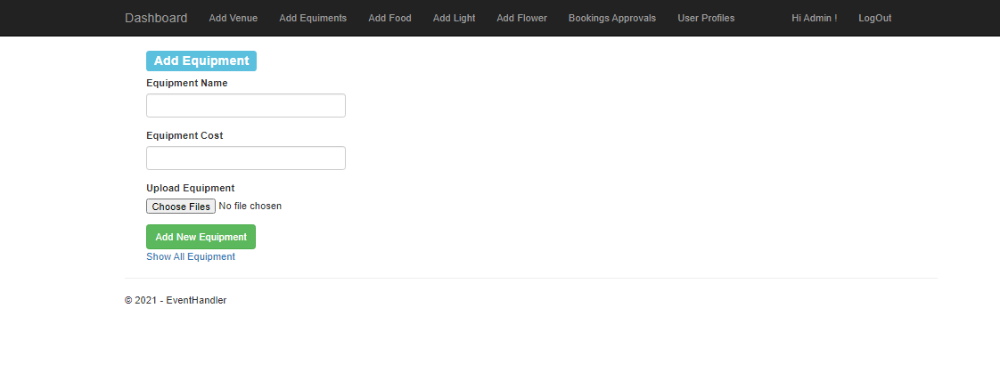 Dashboard Add Venue Add Equiments Add Food Add Light Add Flower Bookings Approvals User Profiles Hi Admin ! LogOut
Add Equipment
Equipment Name
Equipment Cost
Upload Equipment
Choose Files No file chosen
Add New Equipment
Show All Equipment
© 2021 - EventHandler